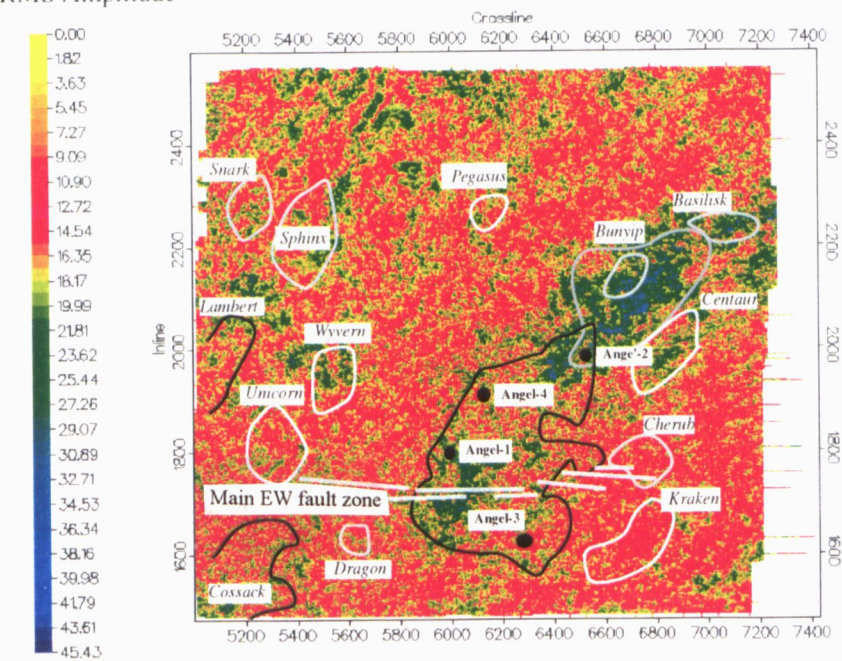 RMS Amplitude
Crossline
5200 5400 5600 5800 6000 6200 6400 6600 6800 7000 7200 7400
0.00
1.82
3.63
5.45
7.27
9.09
10.90
12.72
14.54
16.35
18.17
19.99
21.81
23.62
25.44
27.26
29.07
30.89
32.71
34.53
36.34
38.16
39.98
41.79
43.61
45.43
Inline
2400
2200
2000
1800
1600
2400
2200
2000
1800
1600
Snark
Pegasus
Basilisk
Sphinx
Bunyip
Lambert
Centaur
Wyvern
Ange'-2
Unicorn
Angel-4
Cherub
Angel-1
Main EW fault zone
Kraken
Angel-3
Dragon
Cossack
5200 5400 5600 5800 6000 6200 6400 6600 6800 7000 7200 7400